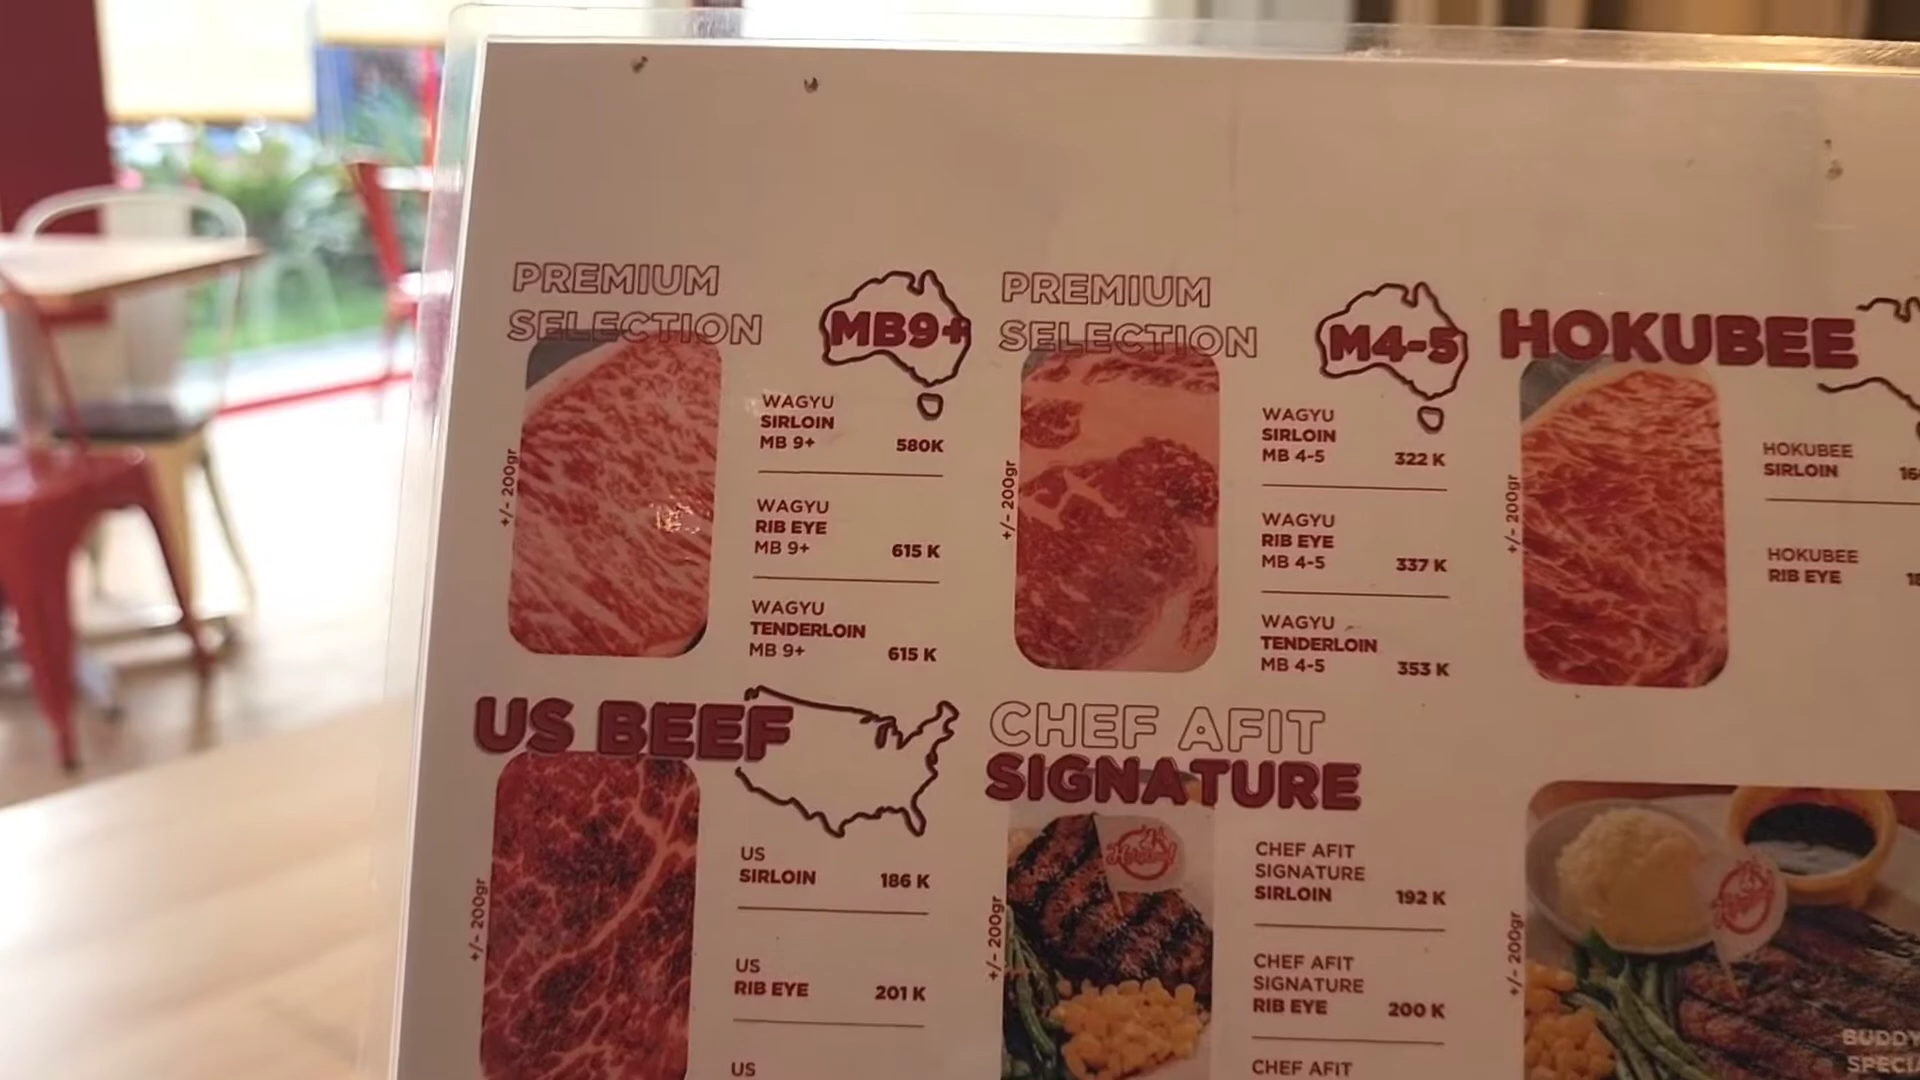 PREMIUM
SELECTION
MB9+
+/- 200gr
WAGYU
SIRLOIN
MB 9+ 580K
WAGYU
RIB EYE
MB 9+ 615 K
WAGYU
TENDERLOIN
MB 9+ 615 K
PREMIUM
SELECTION
M4-5
+/- 200gr
WAGYU
SIRLOIN
MB 4-5 322 K
WAGYU
RIB EYE
MB 4-5 337 K
WAGYU
TENDERLOIN
MB 4-5 353 K
HOKUBEE
+/- 200gr
HOKUBEE
SIRLOIN
HOKUBEE
RIB EYE
US BEEF
+/- 200gr
US
SIRLOIN 186 K
US
RIB EYE 201 K
US
CHEF AFIT
SIGNATURE
+/- 200gr
CHEF AFIT
SIGNATURE
SIRLOIN 192 K
CHEF AFIT
SIGNATURE
RIB EYE 200 K
CHEF AFIT
+/- 200gr
BUDDY